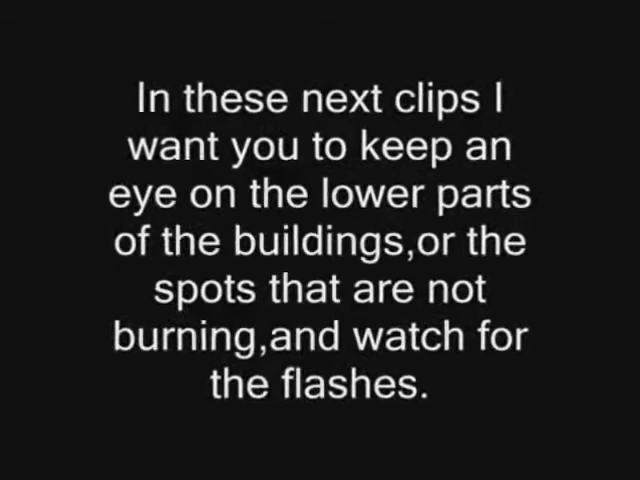 In these next clips I
want you to keep an
eye on the lower parts
of the buildings,or the
spots that are not
burning,and watch for
the flashes.